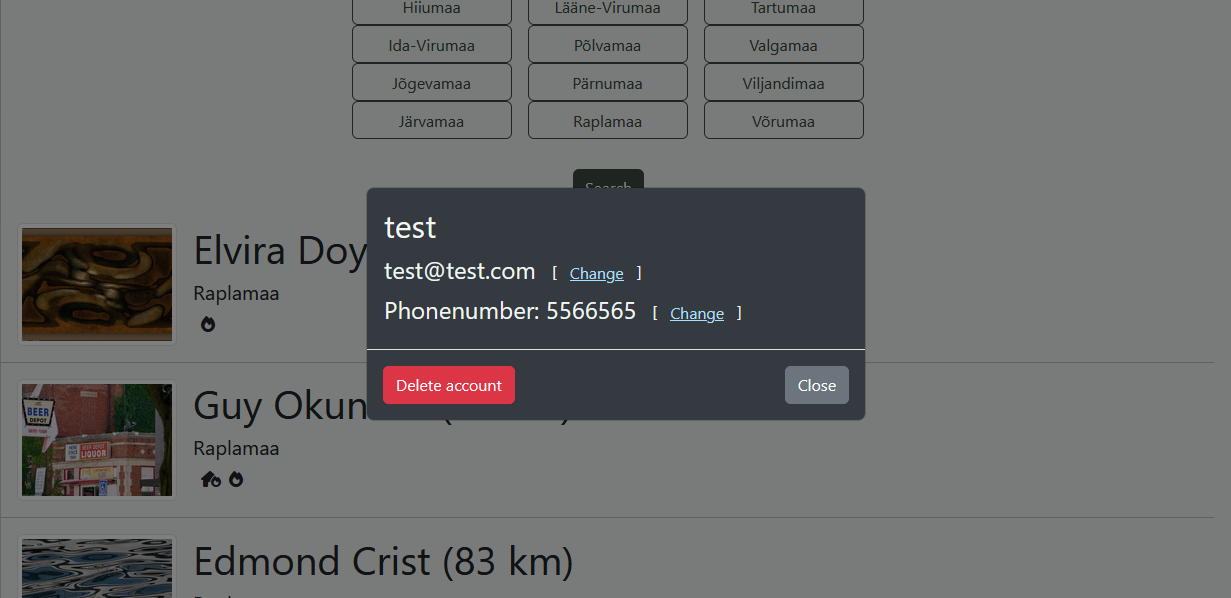 Hiiumaa Lääne-Virumaa Tartumaa
Ida-Virumaa Põlvamaa Valgamaa
Jõgevamaa Pärnumaa Viljandimaa
Järvamaa Raplamaa Võrumaa
Search
test
test@test.com [ Change ]
Phonenumber: 5566565 [ Change ]
Delete account Close
Elvira Doy
Raplamaa
Guy Okun
Raplamaa
BEER
DEPOT
BEER DEPOT
LIQUOR
Edmond Crist (83 km)